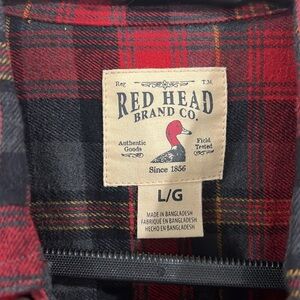 Reg T.M.
RED HEAD
BRAND CO.
Authentic Goods
Field Tested
Since 1856
L/G
MADE IN BANGLADESH
FABRIQUÉ EN BANGLADESH
HECHO EN BANGLADESH